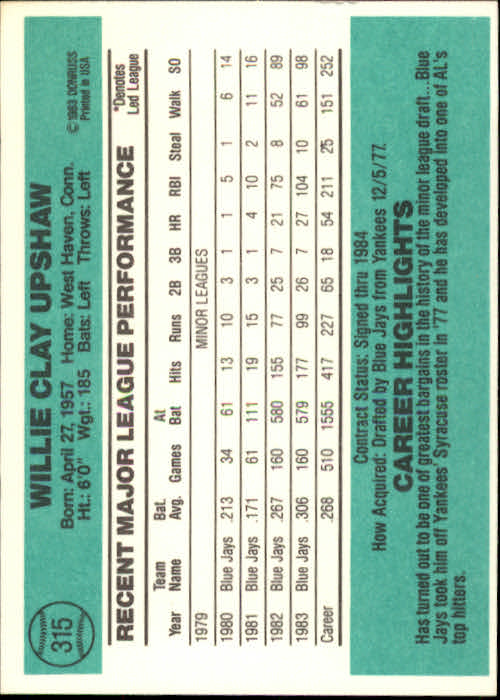 315
WILLIE CLAY UPSHAW
© 1983 DONRUSS
Printed in USA
Born: April 27, 1957 Home: West Haven, Conn.
Ht.: 6'0" Wgt.: 185 Bats: Left Throws: Left
RECENT MAJOR LEAGUE PERFORMANCE
*Denotes
Led League
Team Bat. At
Year Name Avg. Games Bat Hits Runs 2B 3B HR RBI Steal Walk SO
1979 MINOR LEAGUES
1980 Blue Jays .213 34 61 13 10 3 1 1 5 1 6 14
1981 Blue Jays .171 61 111 19 15 3 1 4 10 2 11 16
1982 Blue Jays .267 160 580 155 77 25 7 21 75 8 52 89
1983 Blue Jays .306 160 579 177 99 26 7 27 104 10 61 98
Career .268 510 1555 417 227 65 18 54 211 25 151 252
Contract Status: Signed thru 1984
How Acquired: Drafted by Blue Jays from Yankees 12/5/77.
CAREER HIGHLIGHTS
Has turned out to be one of greatest bargains in the history of the minor league draft...Blue
Jays took him off Yankees' Syracuse roster in '77 and he has developed into one of AL's
top hitters.